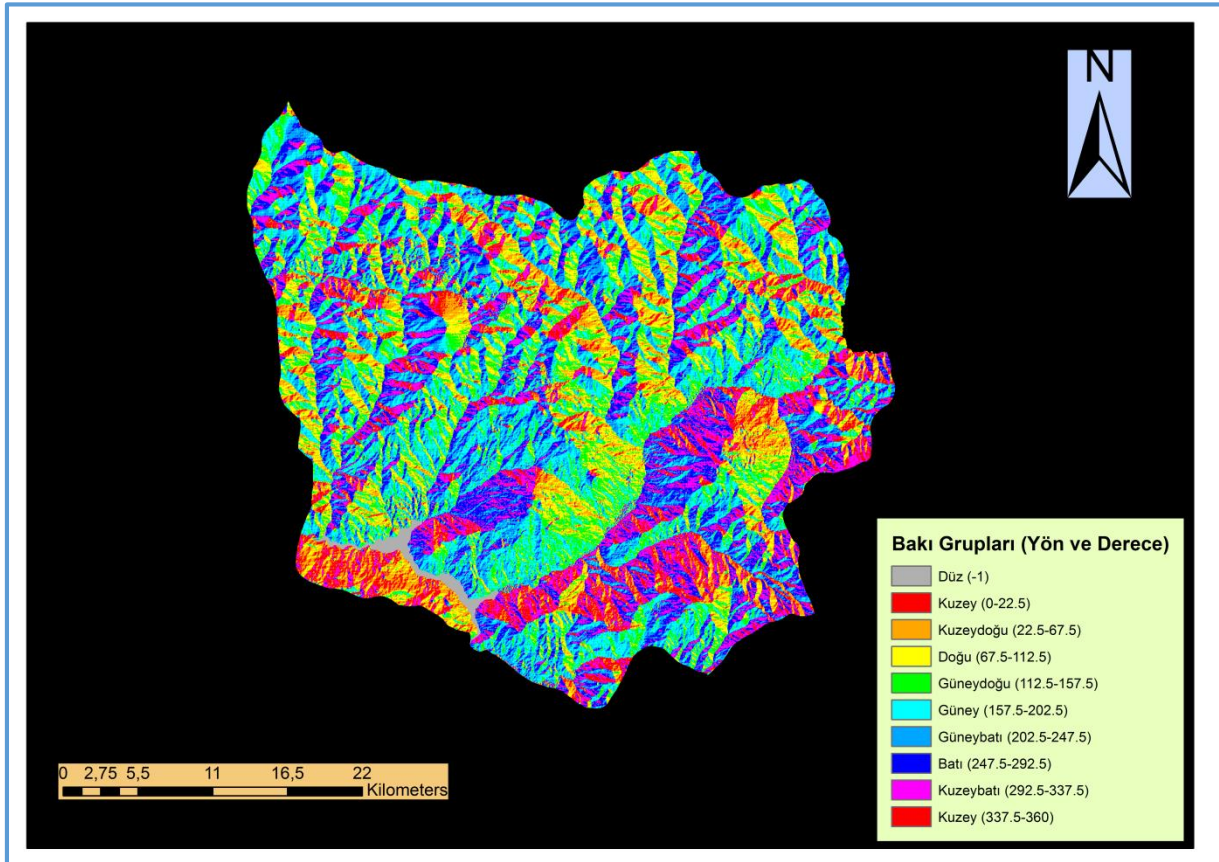 N
Bakı Grupları (Yön ve Derece)
Düz (-1)
Kuzey (0-22.5)
Kuzeydoğu (22.5-67.5)
Doğu (67.5-112.5)
Güneydoğu (112.5-157.5)
Güney (157.5-202.5)
Güneybatı (202.5-247.5)
Batı (247.5-292.5)
Kuzeybatı (292.5-337.5)
Kuzey (337.5-360)
0 2,75 5,5 11 16,5 22
Kilometers